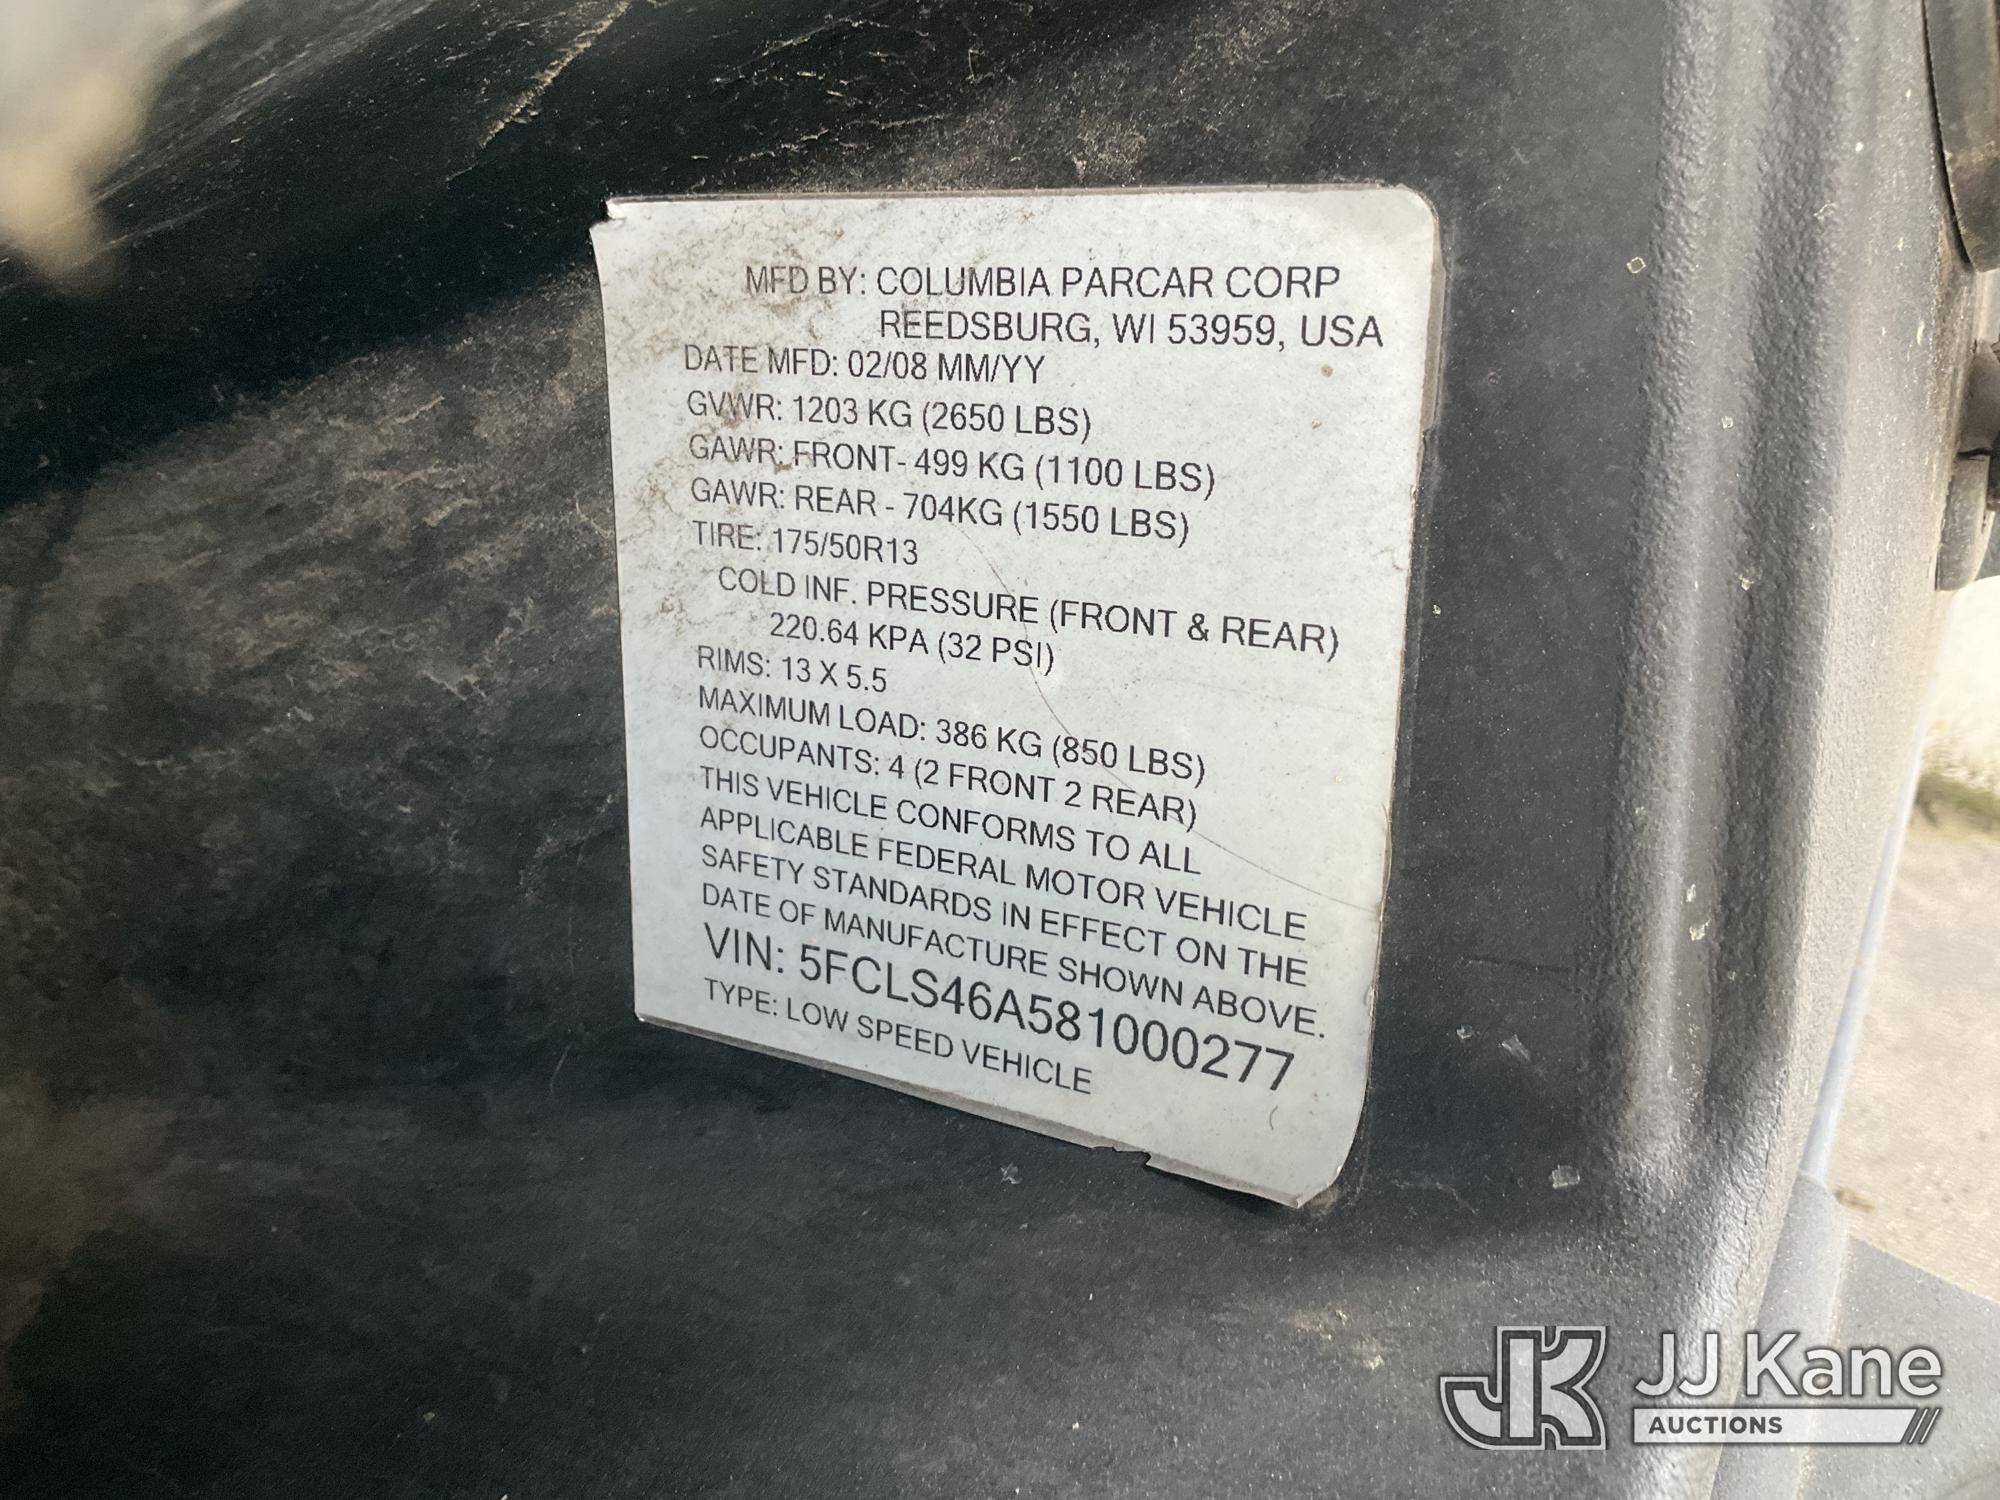 MFD BY: COLUMBIA PARCAR CORP
REEDSBURG, WI 53959, USA
DATE MFD: 02/08 MM/YY
GVWR: 1203 KG (2650 LBS)
GAWR: FRONT- 499 KG (1100 LBS)
GAWR: REAR - 704KG (1550 LBS)
TIRE: 175/50R13
COLD INF. PRESSURE (FRONT & REAR)
220.64 KPA (32 PSI)
RIMS: 13 X 5.5
MAXIMUM LOAD: 386 KG (850 LBS)
OCCUPANTS: 4 (2 FRONT 2 REAR)
THIS VEHICLE CONFORMS TO ALL
APPLICABLE FEDERAL MOTOR VEHICLE
SAFETY STANDARDS IN EFFECT ON THE
DATE OF MANUFACTURE SHOWN ABOVE.
VIN: 5FCLS46A581000277
TYPE: LOW SPEED VEHICLE
JK JJ Kane
AUCTIONS